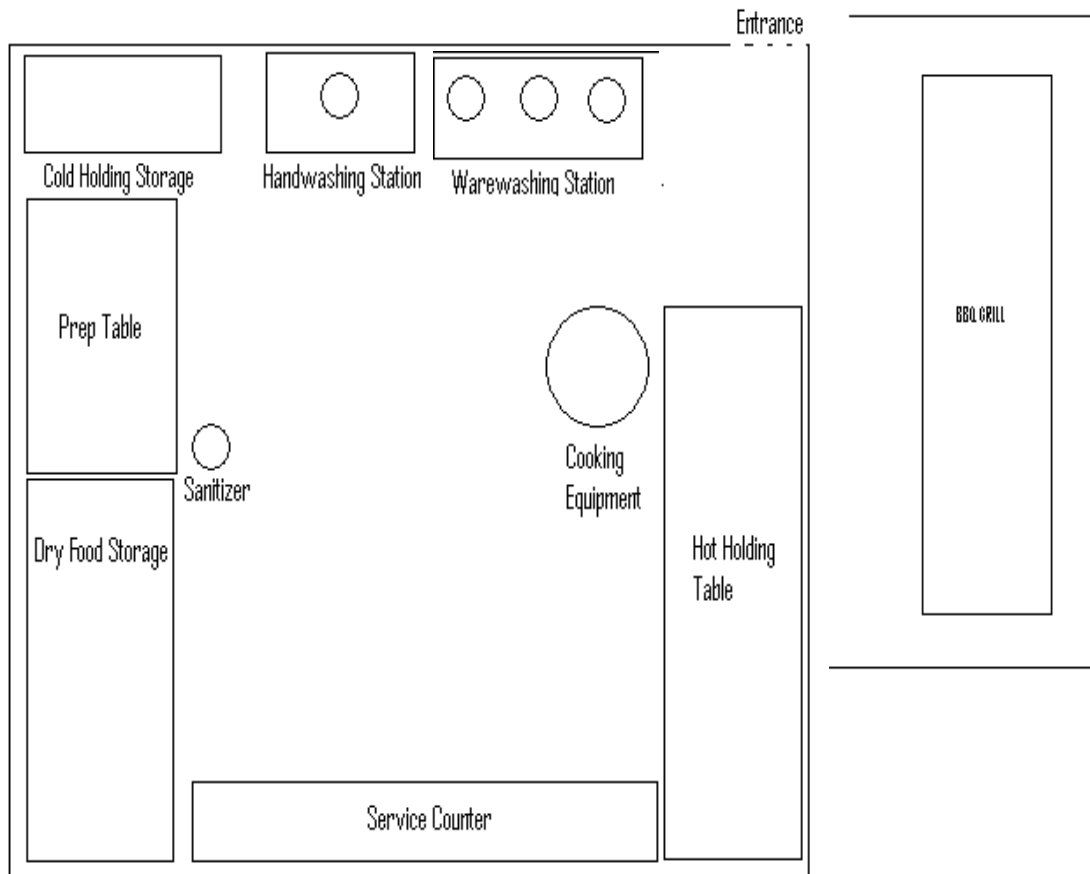 Entrance
Cold Holding Storage
Handwashing Station
Warewashing Station
Prep Table
BBQ GRILL
Sanitizer
Cooking
Equipment
Dry Food Storage
Hot Holding
Table
Service Counter